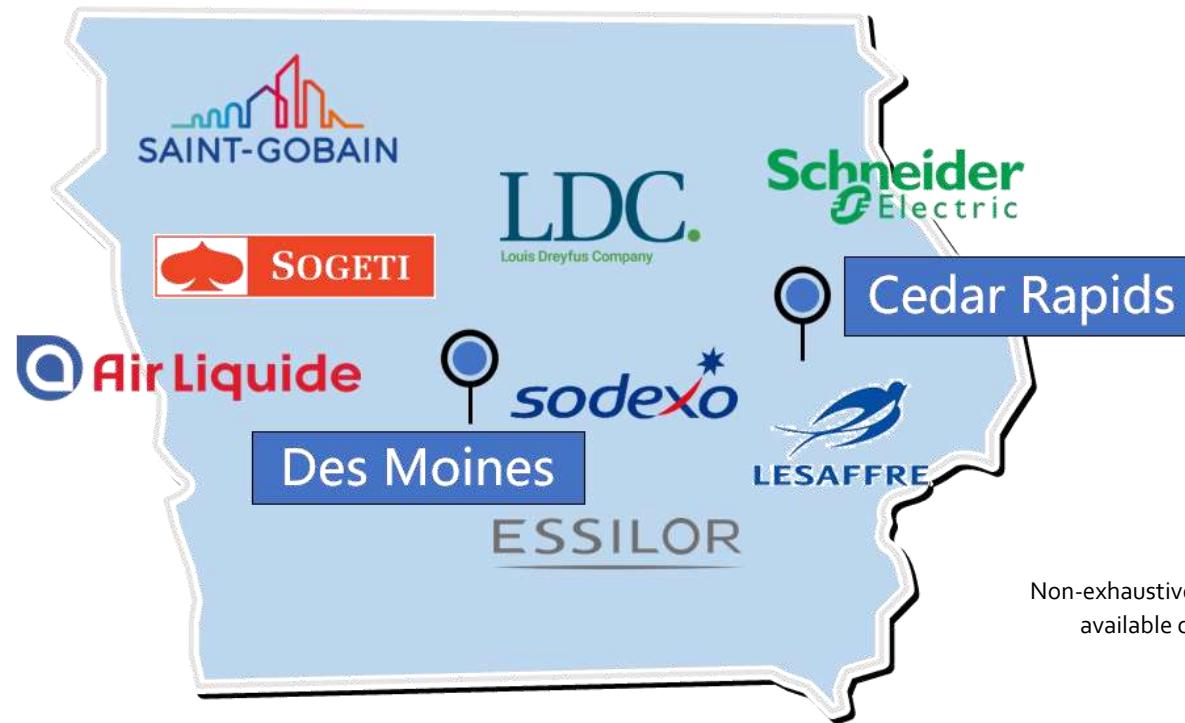 SAINT-GOBAIN
LDC.
Louis Dreyfus Company
Schneider
Electric
SOGETI
Cedar Rapids
Air Liquide
sodexo
Des Moines
LESAFFRE
ESSILOR
Non-exhaustive
available